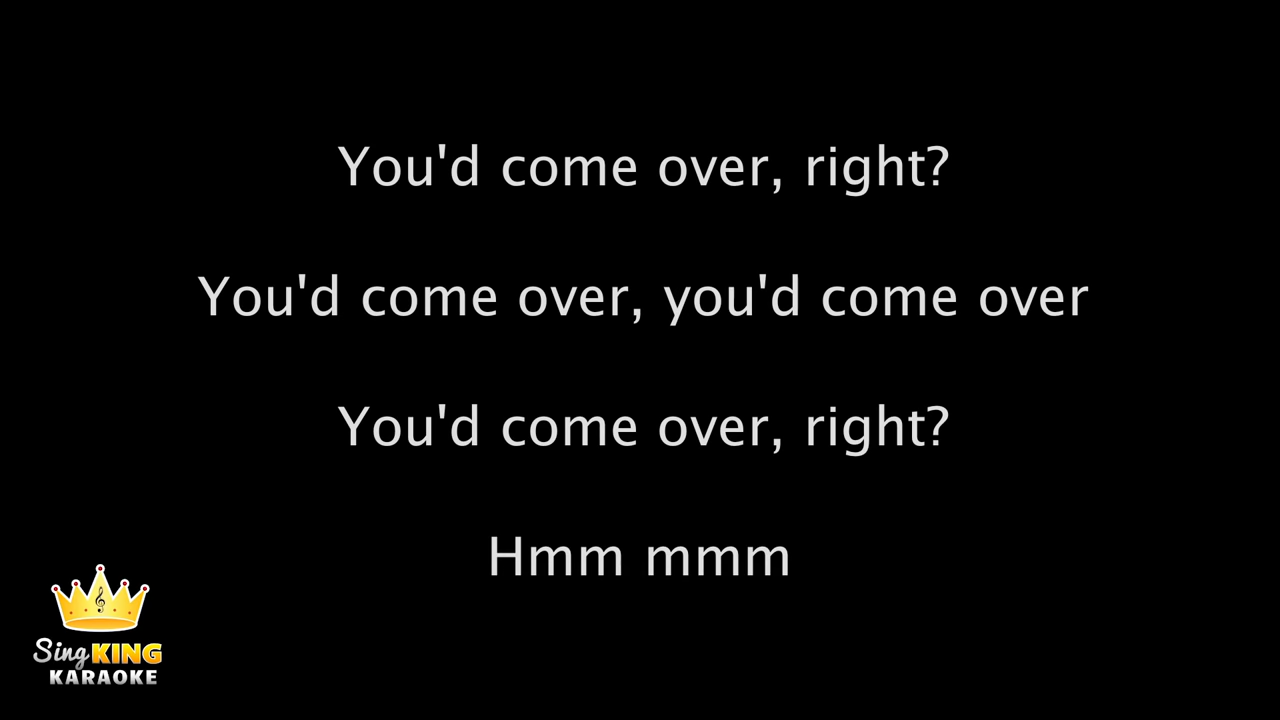 You'd come over, right?
You'd come over, you'd come over
You'd come over, right?
Hmm mmm
Sing KING
KARAOKE